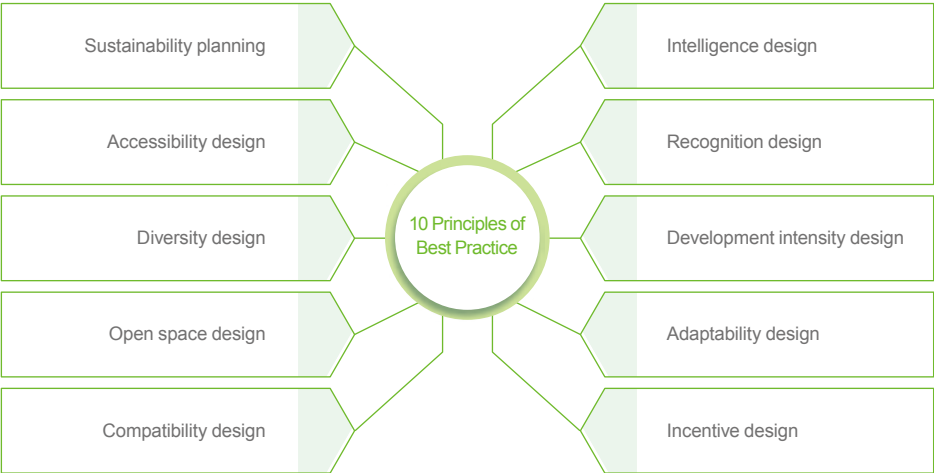 Sustainability planning
Accessibility design
Diversity design
Open space design
Compatibility design
10 Principles of
Best Practice
Intelligence design
Recognition design
Development intensity design
Adaptability design
Incentive design